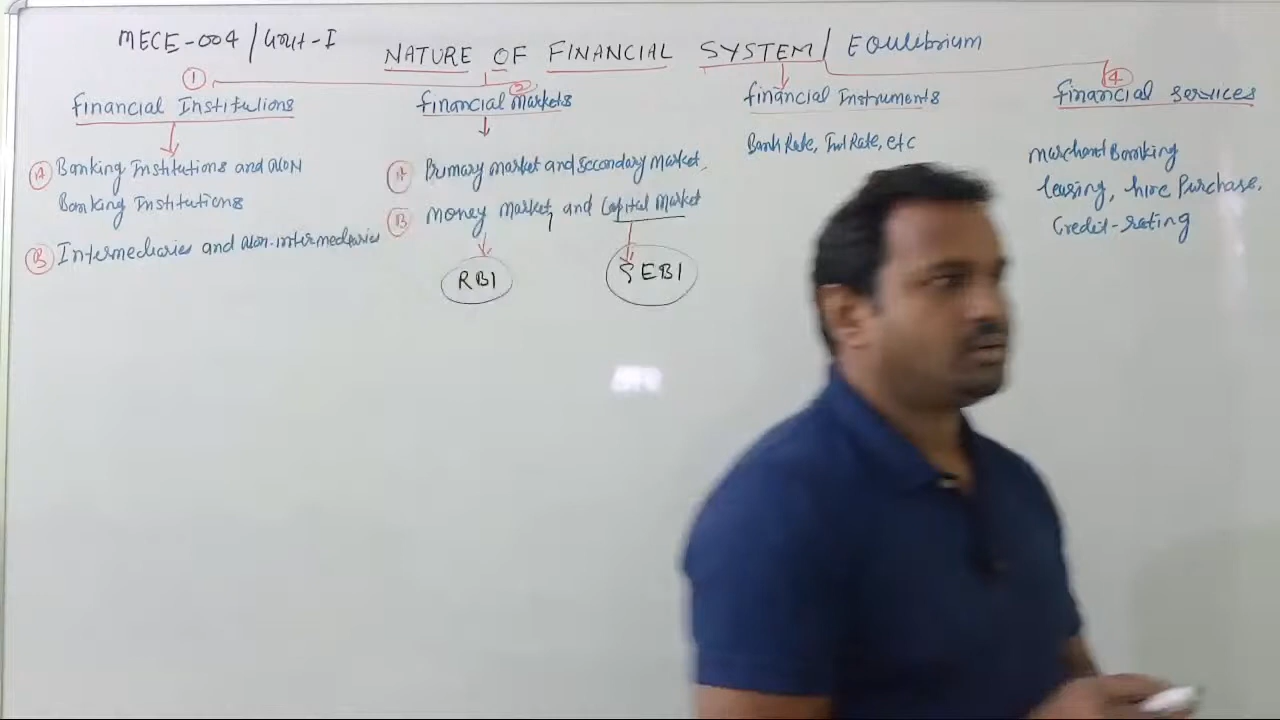 MECE-004 / Unit-I
NATURE OF FINANCIAL SYSTEM / Equilibrium
1
Financial Institutions
A Banking Institutions and NON
Banking Institutions
B Intermediaries and Non-intermediaries
2
Financial Markets
A Primary market and Secondary Market.
B Money Market, and Capital Market
RBI
SEBI
Financial Instruments
Bank Rate, Int Rate, etc
4
Financial Services
Merchant Banking
leasing, hire Purchase,
Credit-rating